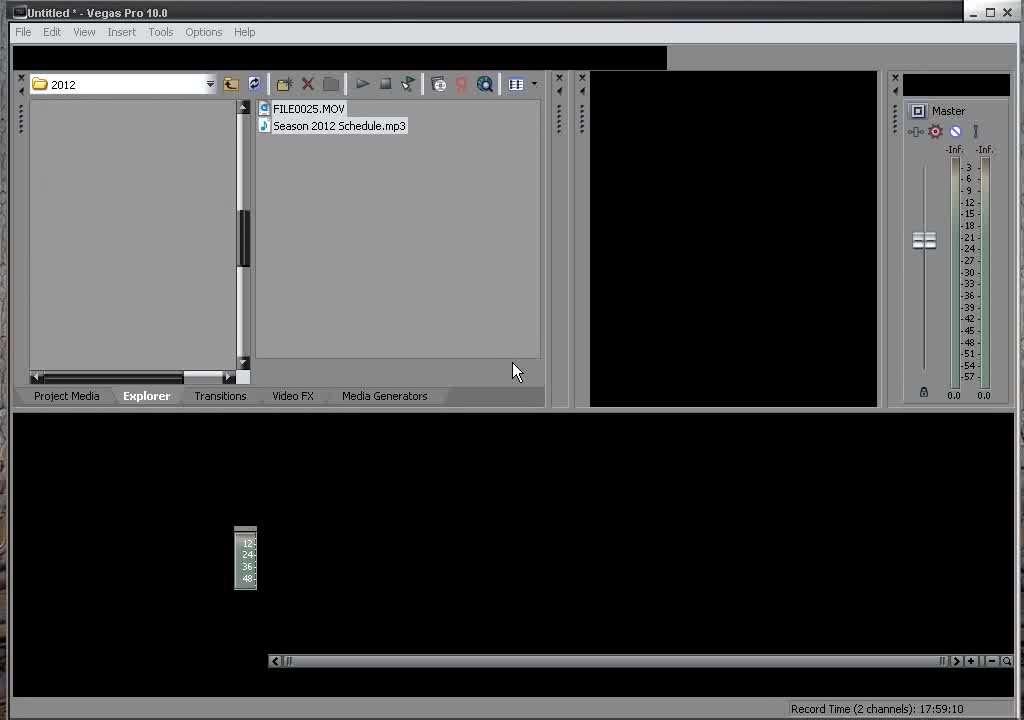 Untitled * - Vegas Pro 10.0
File Edit View Insert Tools Options Help
2012
FILE0025.MOV
Season 2012 Schedule.mp3
Project Media Explorer Transitions Video FX Media Generators
Master
-Inf. -Inf.
- 3 -
- 6 -
- 9 -
-12-
-15-
-18-
-21-
-24-
-27-
-30-
-33-
-36-
-39-
-42-
-45-
-48-
-51-
-54-
-57-
0.0 0.0
12-
24-
36-
48-
Record Time (2 channels): 17:59:10